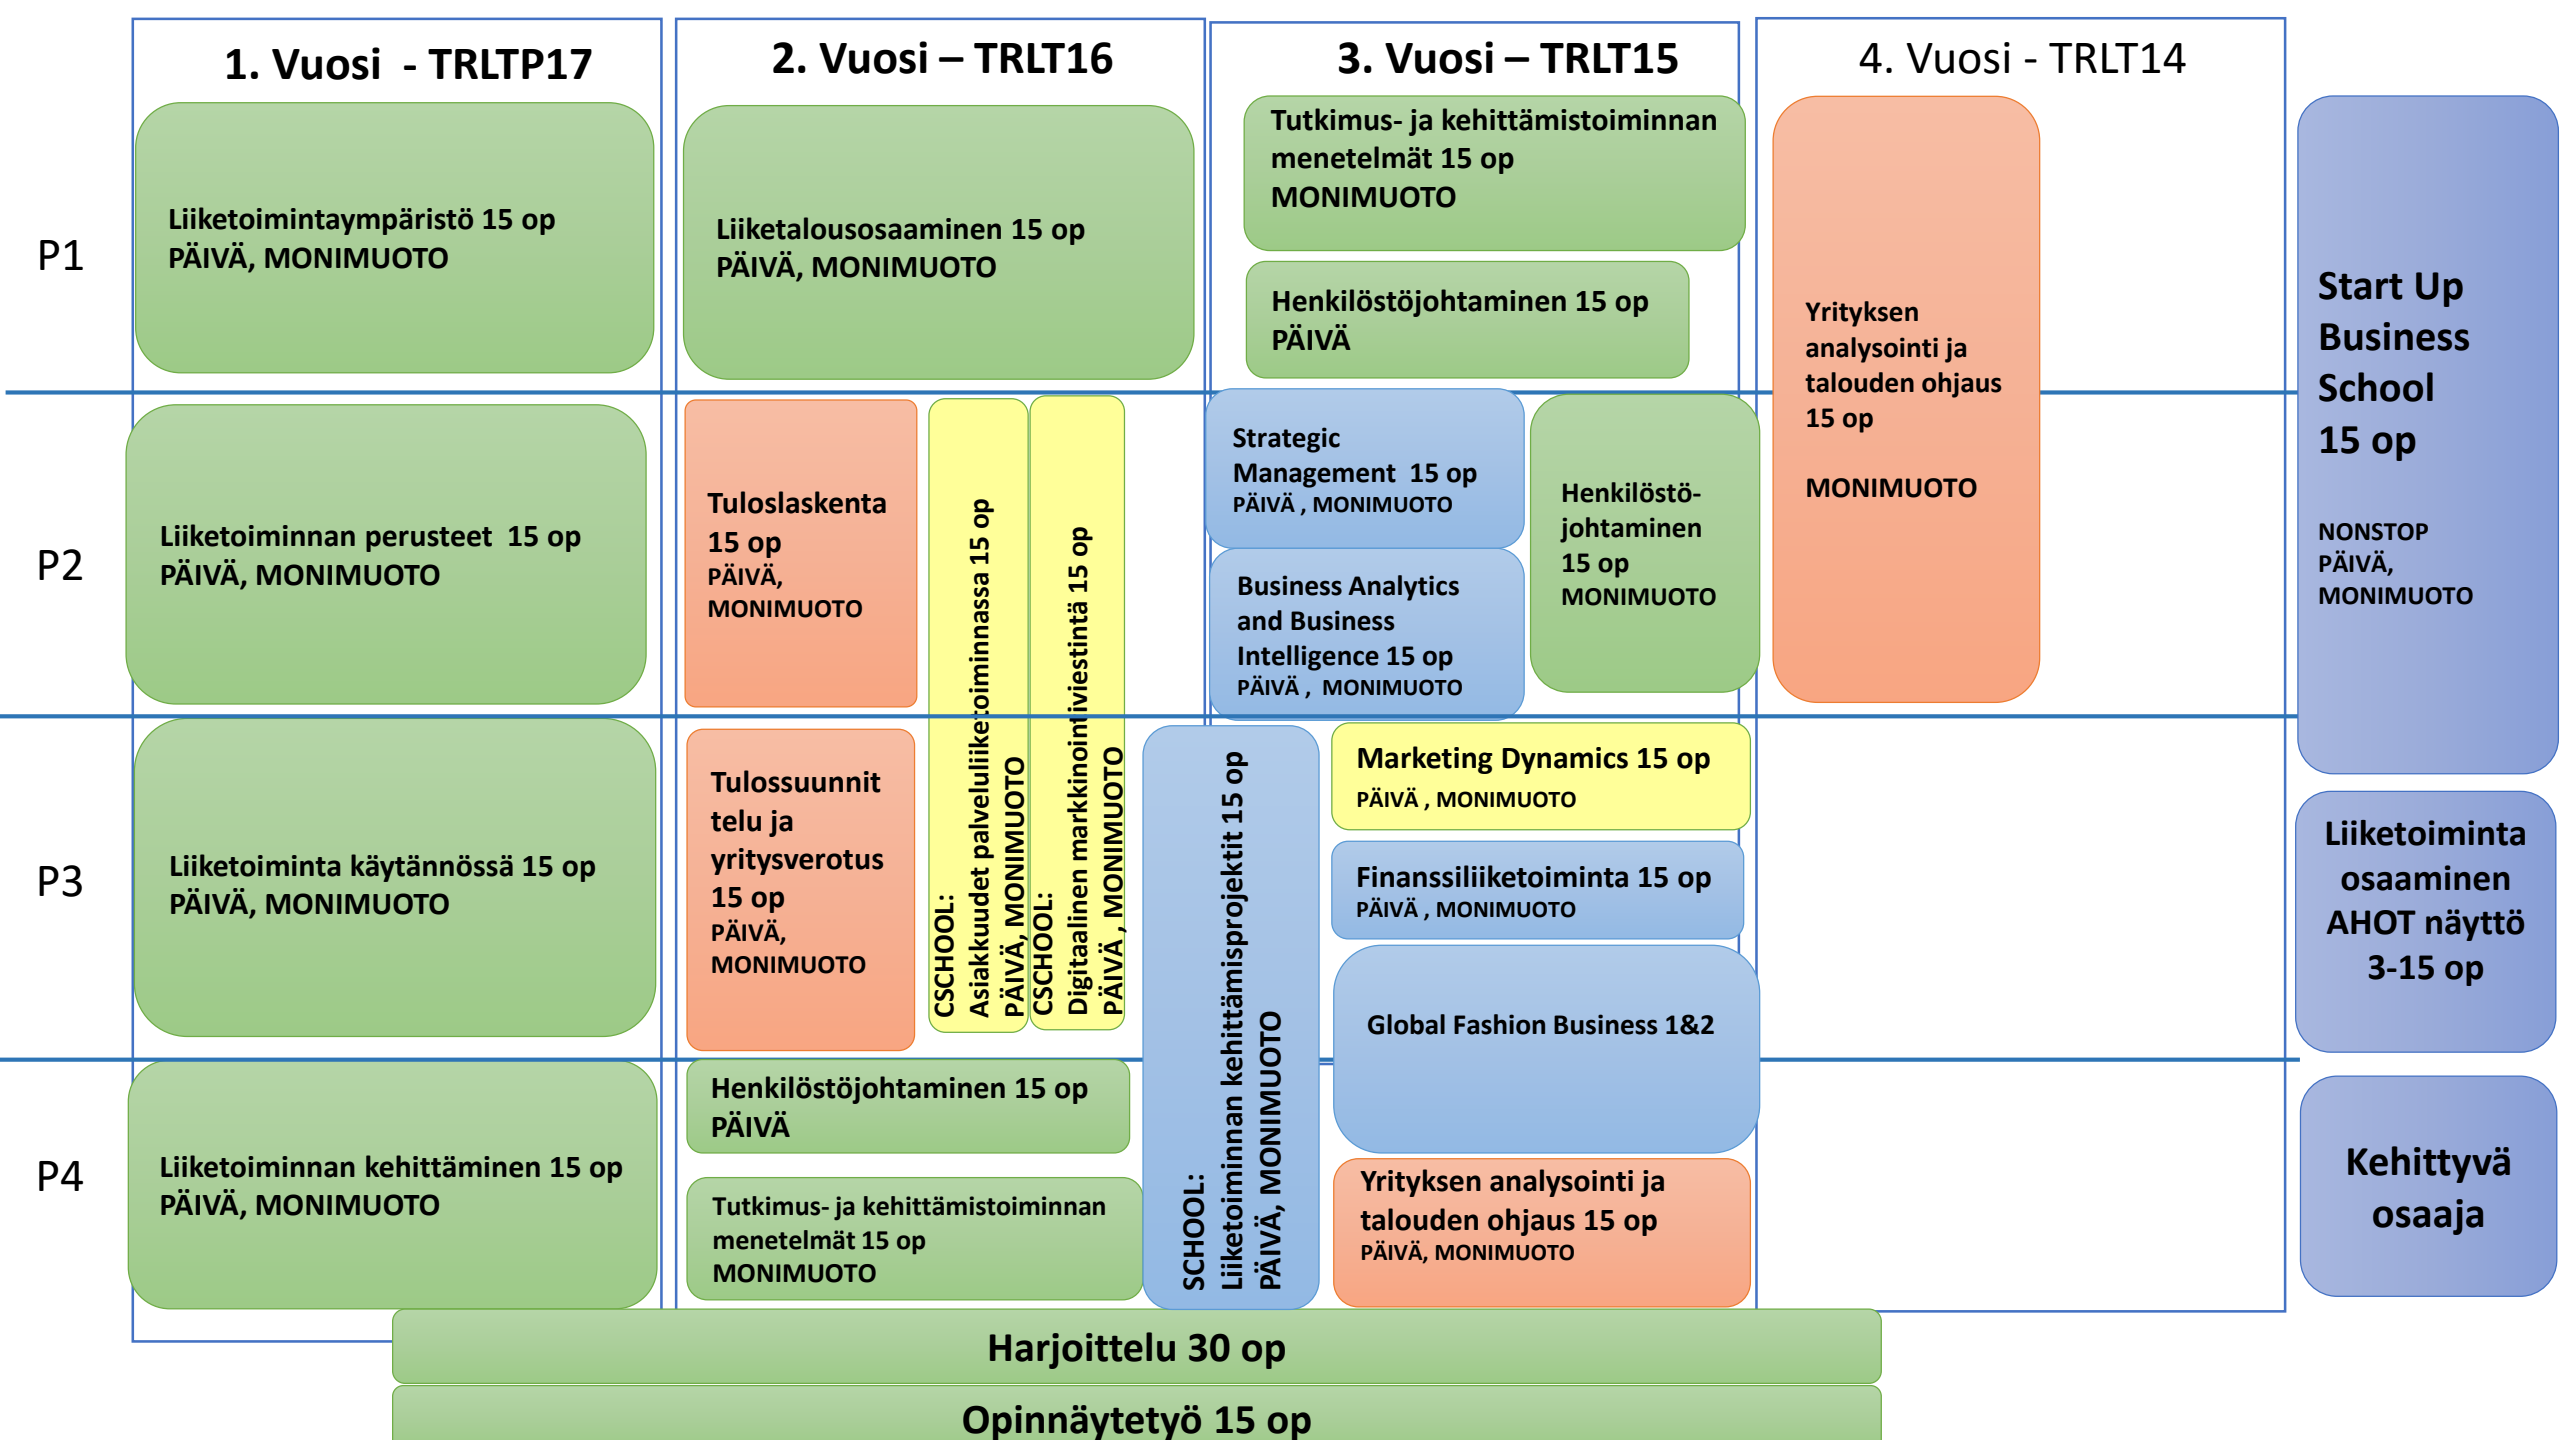 1. Vuosi - TRLTP17
2. Vuosi – TRLT16
3. Vuosi – TRLT15
4. Vuosi - TRLT14
P1
Liiketoimintaympäristö 15 op
PÄIVÄ, MONIMUOTO
Liiketalousosaaminen 15 op
PÄIVÄ, MONIMUOTO
Tutkimus- ja kehittämistoiminnan
menetelmät 15 op
MONIMUOTO
Henkilöstöjohtaminen 15 op
PÄIVÄ
Yrityksen
analysointi ja
talouden ohjaus
15 op
MONIMUOTO
Start Up
Business
School
15 op
NONSTOP
PÄIVÄ,
MONIMUOTO
P2
Liiketoiminnan perusteet 15 op
PÄIVÄ, MONIMUOTO
Tuloslaskenta
15 op
PÄIVÄ,
MONIMUOTO
CSCHOOL:
Asiakkuudet palveluliiketoiminnassa 15 op
PÄIVÄ, MONIMUOTO
CSCHOOL:
Digitaalinen markkinointiviestintä 15 op
PÄIVÄ , MONIMUOTO
Strategic
Management 15 op
PÄIVÄ , MONIMUOTO
Business Analytics
and Business
Intelligence 15 op
PÄIVÄ , MONIMUOTO
Henkilöstö-
johtaminen
15 op
MONIMUOTO
P3
Liiketoiminta käytännössä 15 op
PÄIVÄ, MONIMUOTO
Tulossuunnit
telu ja
yritysverotus
15 op
PÄIVÄ,
MONIMUOTO
SCHOOL:
Liiketoiminnan kehittämisprojektit 15 op
PÄIVÄ, MONIMUOTO
Marketing Dynamics 15 op
PÄIVÄ , MONIMUOTO
Finanssiliiketoiminta 15 op
PÄIVÄ , MONIMUOTO
Global Fashion Business 1&2
Liiketoiminta
osaaminen
AHOT näyttö
3-15 op
P4
Liiketoiminnan kehittäminen 15 op
PÄIVÄ, MONIMUOTO
Henkilöstöjohtaminen 15 op
PÄIVÄ
Tutkimus- ja kehittämistoiminnan
menetelmät 15 op
MONIMUOTO
Yrityksen analysointi ja
talouden ohjaus 15 op
PÄIVÄ, MONIMUOTO
Kehittyvä
osaaja
Harjoittelu 30 op
Opinnäytetyö 15 op